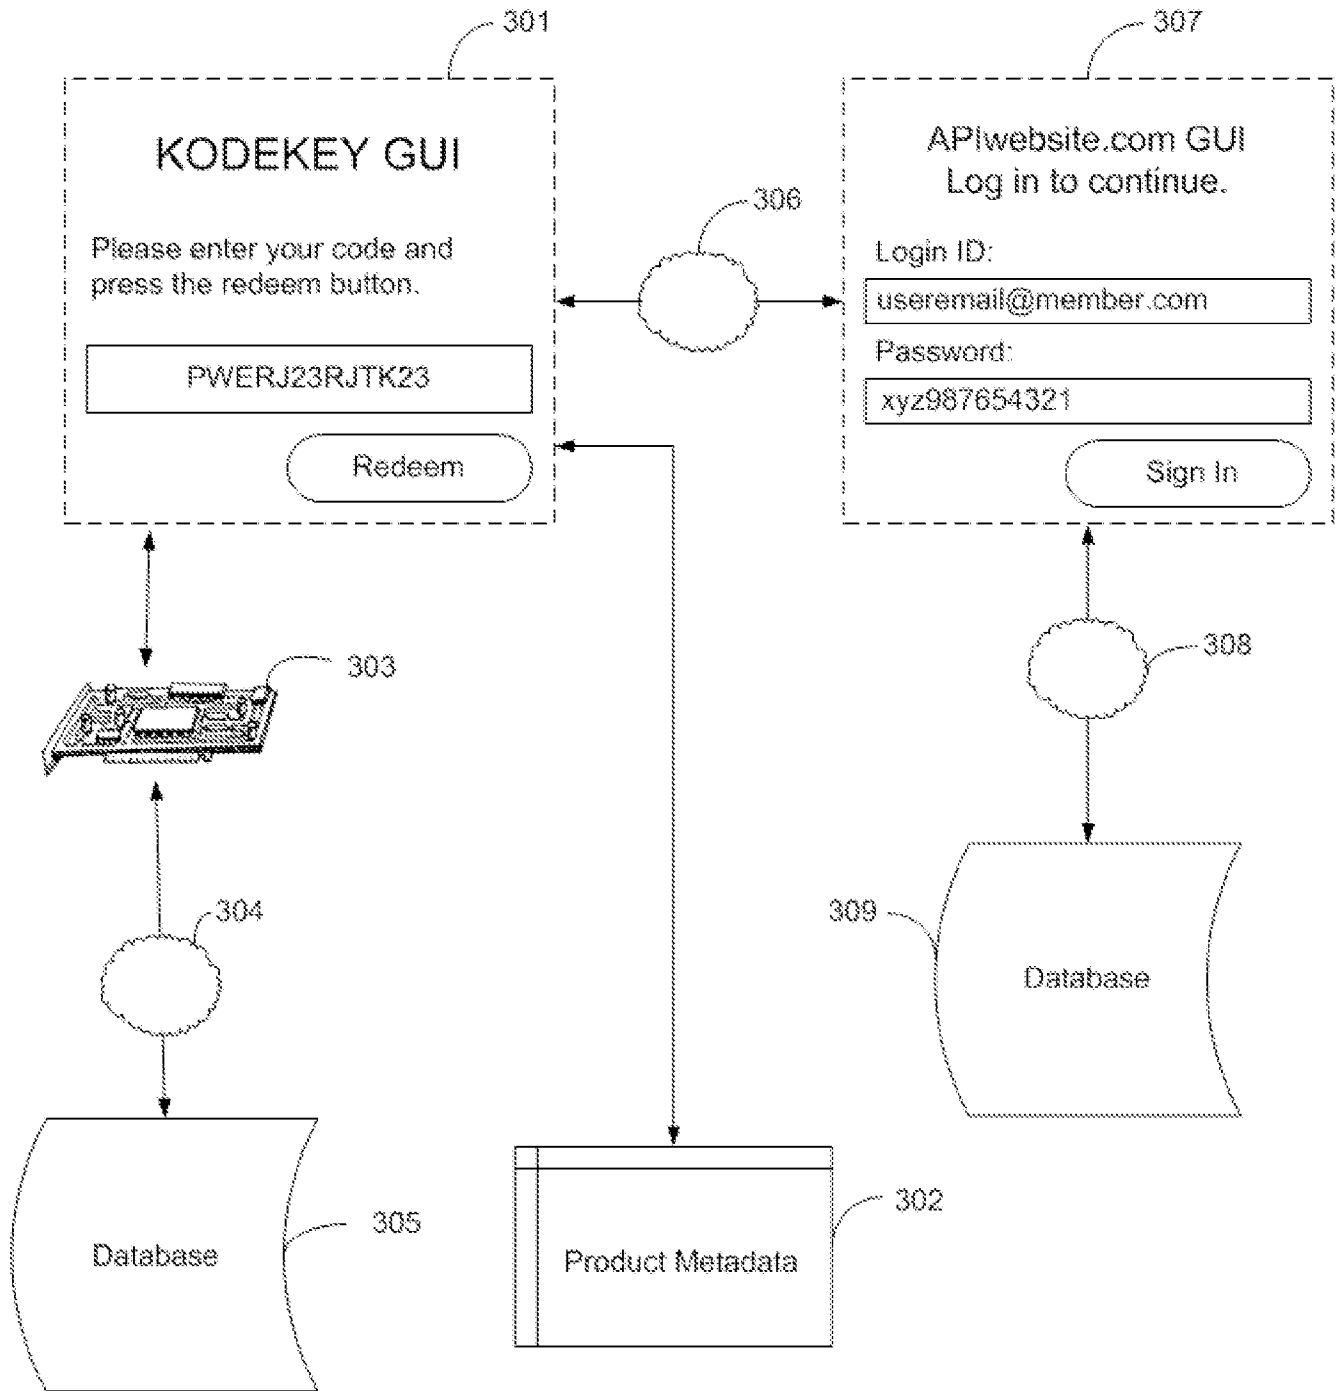 301
307
KODEKEY GUI
Please enter your code and
press the redeem button.
PWERJ23RJTK23
Redeem
306
APIwebsite.com GUI
Log in to continue.
Login ID:
useremail@member.com
Password:
xyz987654321
Sign In
303
308
304
309
Database
305
Database
302
Product Metadata